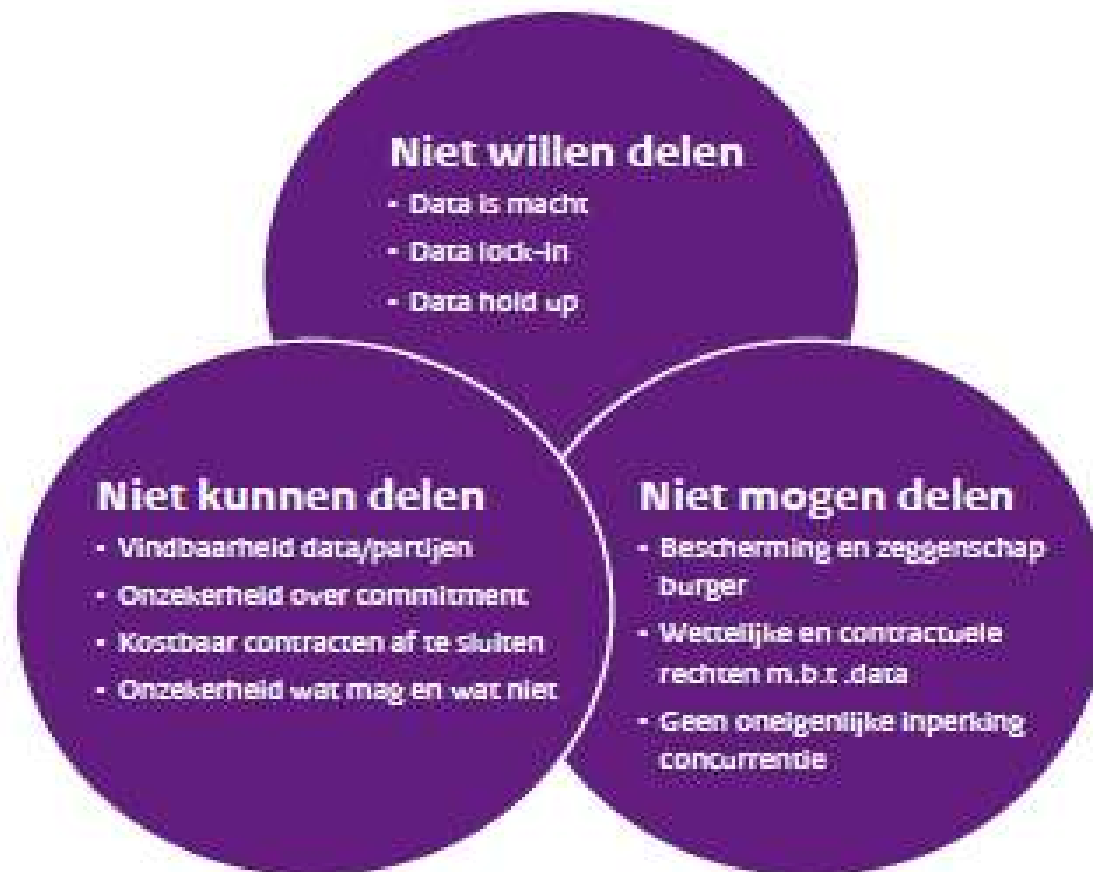 Niet willen delen
- Data is macht
- Data lock-in
- Data hold up
Niet kunnen delen
- Vindbaarheid data/partijen
- Onzekerheid over commitment
- Kostbaar contracten af te sluiten
- Onzekerheid wat mag en wat niet
Niet mogen delen
- Bescherming en zeggenschap
burger
- Wettelijke en contractuele
rechten m.b.t .data
- Geen oneigenlijke inperking
concurrentie